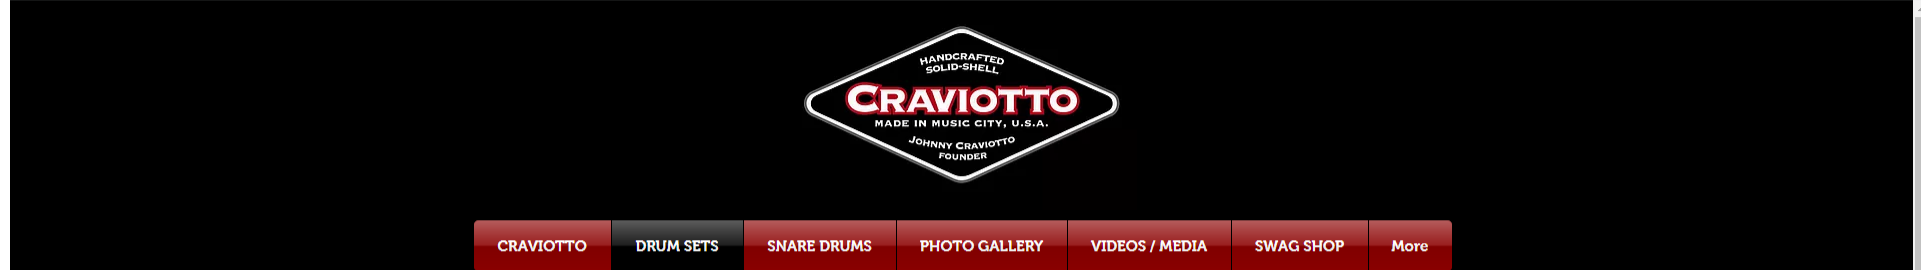 HANDCRAFTED
SOLID-SHELL
CRAVIOTTO
MADE IN MUSIC CITY, U.S.A.
JOHNNY CRAVIOTTO
FOUNDER
CRAVIOTTO DRUM SETS SNARE DRUMS PHOTO GALLERY VIDEOS / MEDIA SWAG SHOP More